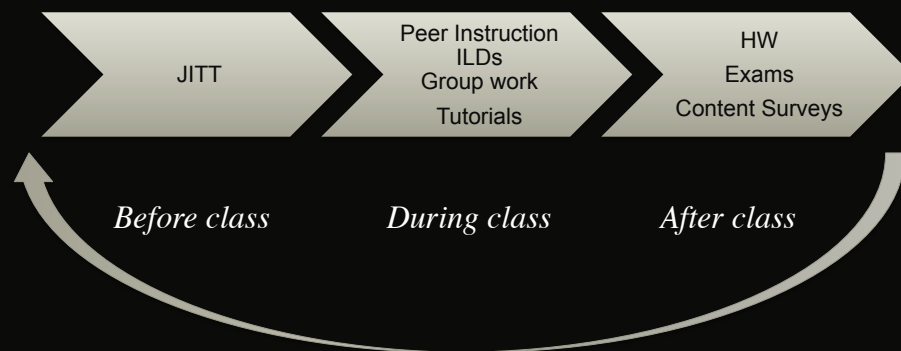 JITT
Peer Instruction
ILDs
Group work
Tutorials
HW
Exams
Content Surveys
Before class
During class
After class